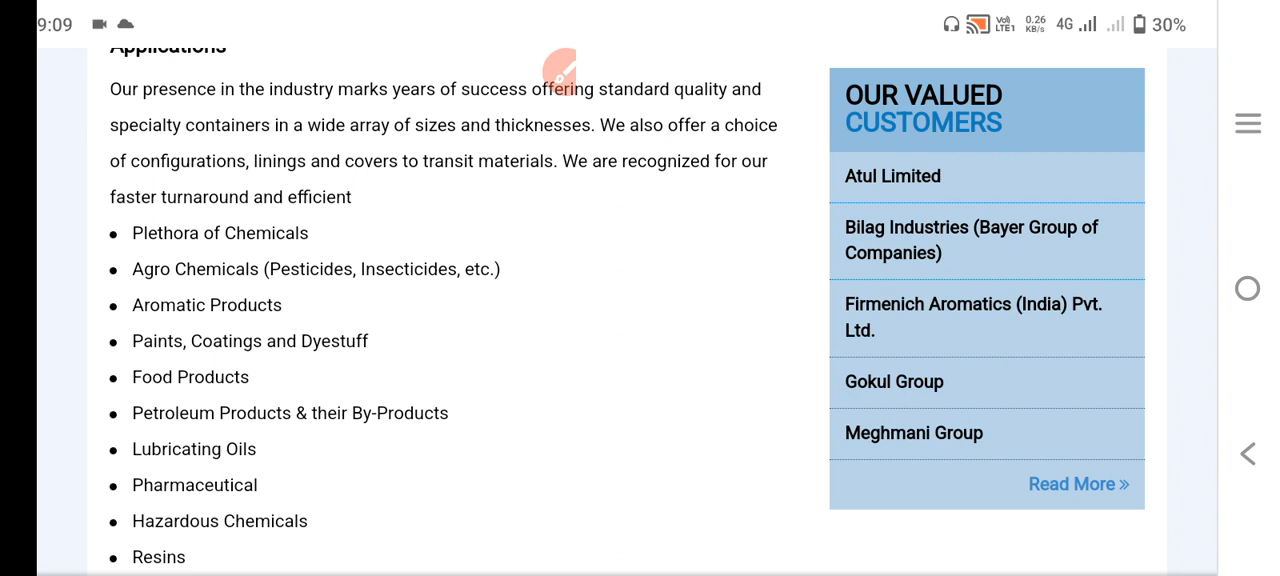 9:09
Vo) LTE1 0.26 KB/s 4G 30%
Applications
Our presence in the industry marks years of success offering standard quality and
specialty containers in a wide array of sizes and thicknesses. We also offer a choice
of configurations, linings and covers to transit materials. We are recognized for our
faster turnaround and efficient
• Plethora of Chemicals
• Agro Chemicals (Pesticides, Insecticides, etc.)
• Aromatic Products
• Paints, Coatings and Dyestuff
• Food Products
• Petroleum Products & their By-Products
• Lubricating Oils
• Pharmaceutical
• Hazardous Chemicals
• Resins
OUR VALUED
CUSTOMERS
Atul Limited
Bilag Industries (Bayer Group of
Companies)
Firmenich Aromatics (India) Pvt.
Ltd.
Gokul Group
Meghmani Group
Read More »